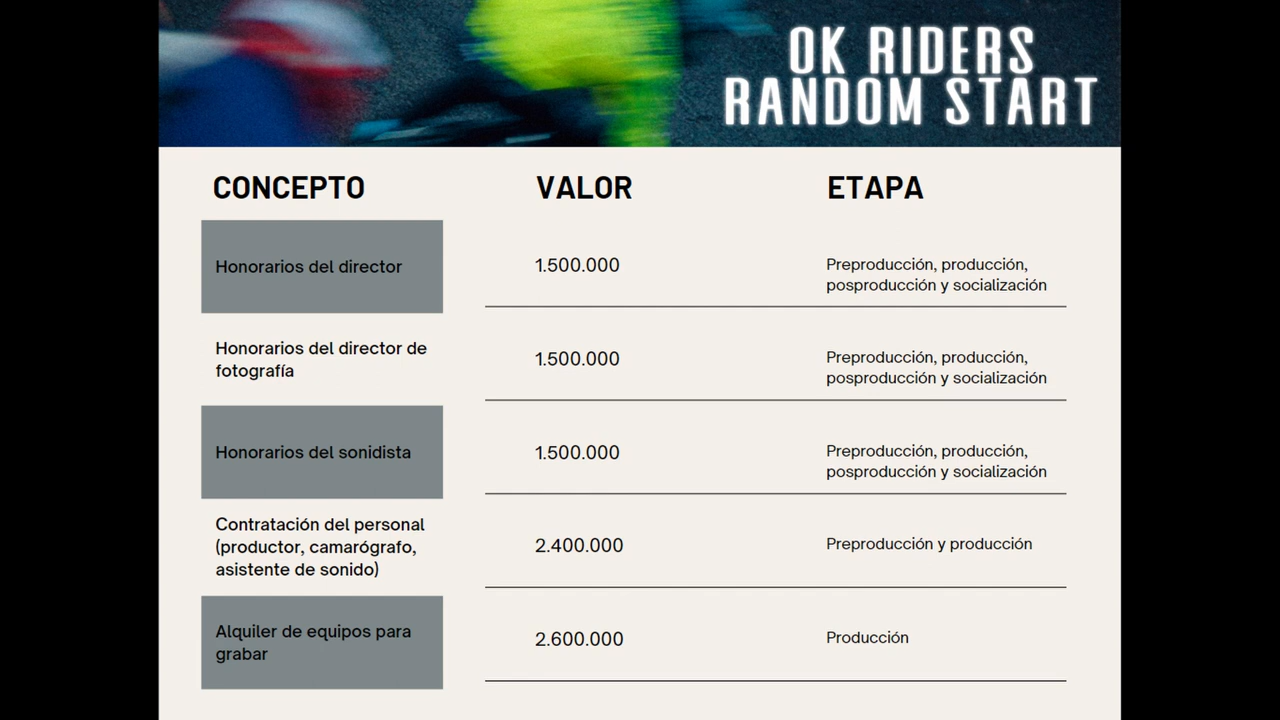 OK RIDERS
RANDOM START
CONCEPTO VALOR ETAPA
Honorarios del director
1.500.000
Preproducción, producción,
posproducción y socialización
Honorarios del director de
fotografía
1.500.000
Preproducción, producción,
posproducción y socialización
Honorarios del sonidista
1.500.000
Preproducción, producción,
posproducción y socialización
Contratación del personal
(productor, camarógrafo,
asistente de sonido)
2.400.000
Preproducción y producción
Alquiler de equipos para
grabar
2.600.000
Producción